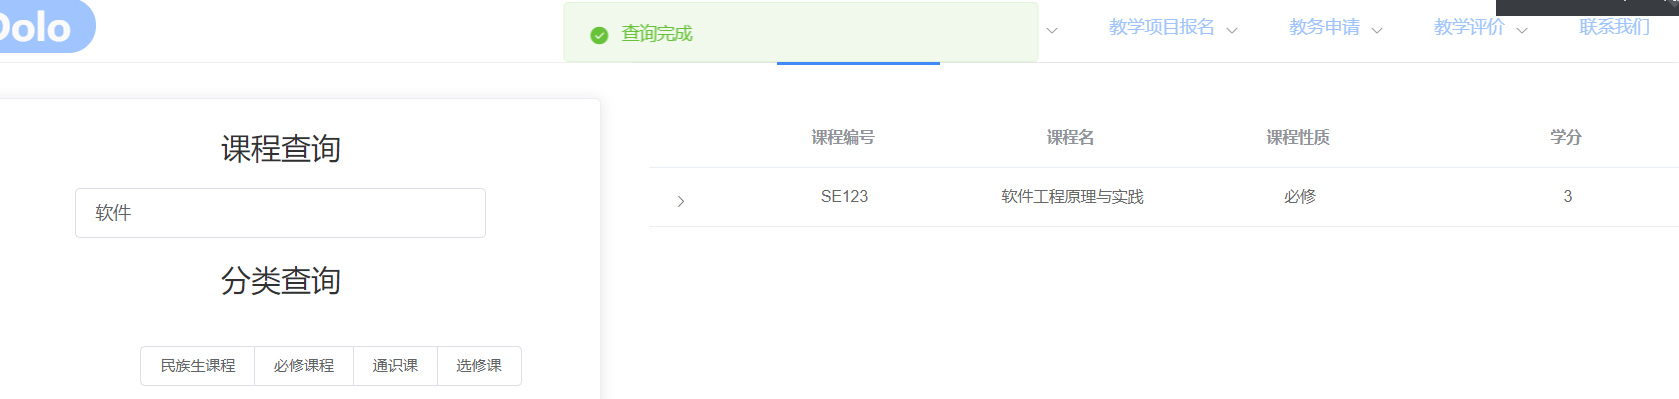 Dolo
查询完成
教学项目报名
教务申请
教学评价
联系我们
课程查询
软件
分类查询
民族生课程
必修课程
通识课
选修课
课程编号 课程名 课程性质 学分
SE123 软件工程原理与实践 必修 3